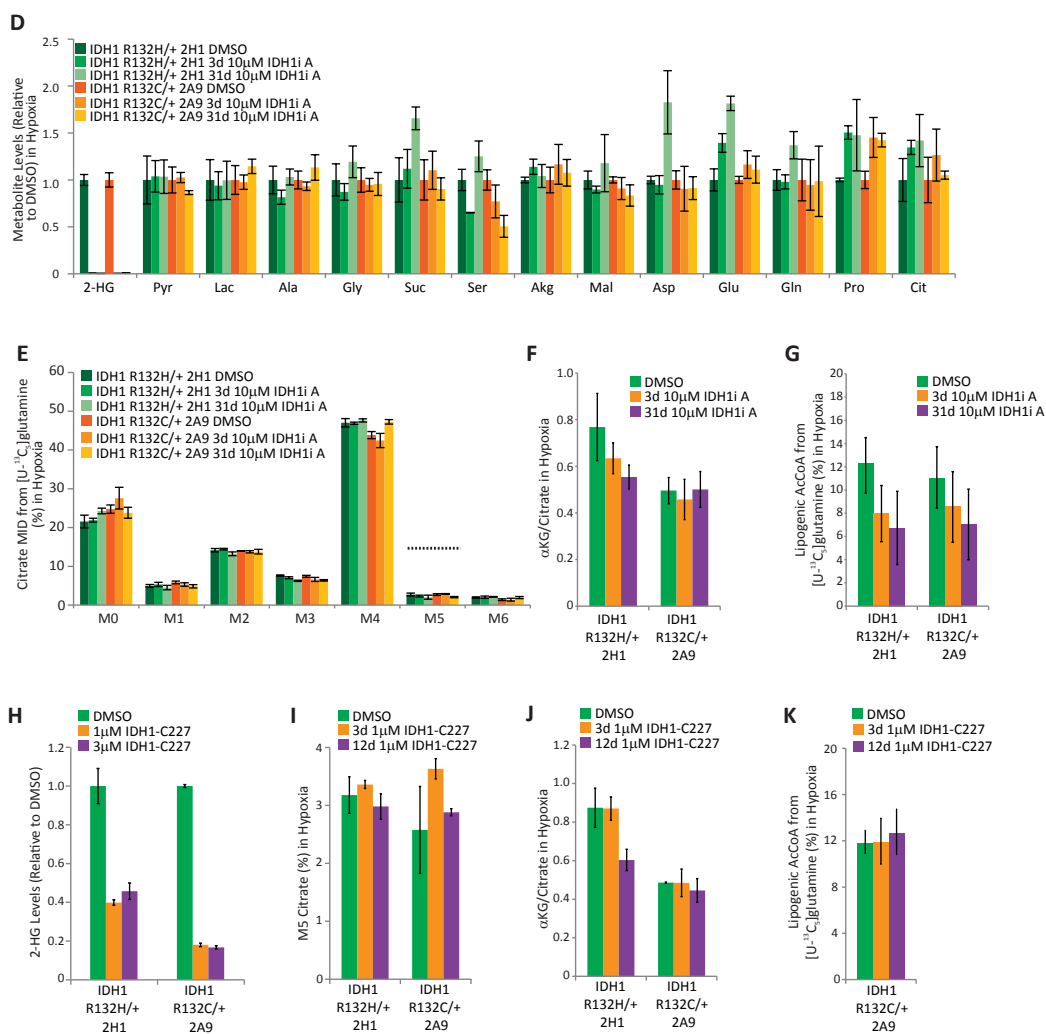 D
Metabolite Levels (Relative
to DMSO) in Hypoxia
2.5
2.0
1.5
1.0
0.5
0
IDH1 R132H/+ 2H1 DMSO
IDH1 R132H/+ 2H1 3d 10μM IDH1i A
IDH1 R132H/+ 2H1 31d 10μM IDH1i A
IDH1 R132C/+ 2A9 DMSO
IDH1 R132C/+ 2A9 3d 10μM IDH1i A
IDH1 R132C/+ 2A9 31d 10μM IDH1i A
2-HG Pyr Lac Ala Gly Suc Ser Akg Mal Asp Glu Gln Pro Cit
E
Citrate MID from [U-¹³C₅]glutamine
(%) in Hypoxia
60
50
40
30
20
10
0
IDH1 R132H/+ 2H1 DMSO
IDH1 R132H/+ 2H1 3d 10μM IDH1i A
IDH1 R132H/+ 2H1 31d 10μM IDH1i A
IDH1 R132C/+ 2A9 DMSO
IDH1 R132C/+ 2A9 3d 10μM IDH1i A
IDH1 R132C/+ 2A9 31d 10μM IDH1i A
M0 M1 M2 M3 M4 M5 M6
F
αKG/Citrate in Hypoxia
1.0
0.8
0.6
0.4
0.2
0
DMSO
3d 10μM IDH1i A
31d 10μM IDH1i A
IDH1 IDH1
R132H/+ R132C/+
2H1 2A9
G
Lipogenic AcCoA from
[U-¹³C₅]glutamine (%) in Hypoxia
16
14
12
10
8
6
4
2
0
DMSO
3d 10μM IDH1i A
31d 10μM IDH1i A
IDH1 IDH1
R132H/+ R132C/+
2H1 2A9
H
DMSO
1μM IDH1-C227
3μM IDH1-C227
2-HG Levels (Relative to DMSO)
1.2
1.0
0.8
0.6
0.4
0.2
0
IDH1 IDH1
R132H/+ R132C/+
2H1 2A9
I
DMSO
3d 1μM IDH1-C227
12d 1μM IDH1-C227
M5 Citrate (%) in Hypoxia
4
3
2
1
0
IDH1 IDH1
R132H/+ R132C/+
2H1 2A9
J
DMSO
3d 1μM IDH1-C227
12d 1μM IDH1-C227
αKG/Citrate in Hypoxia
1.2
1.0
0.8
0.6
0.4
0.2
0
IDH1 IDH1
R132H/+ R132C/+
2H1 2A9
K
DMSO
3d 1μM IDH1-C227
12d 1μM IDH1-C227
Lipogenic AcCoA from
[U-¹³C₅]glutamine (%) in Hypoxia
16
12
8
4
0
IDH1
R132C/+
2A9